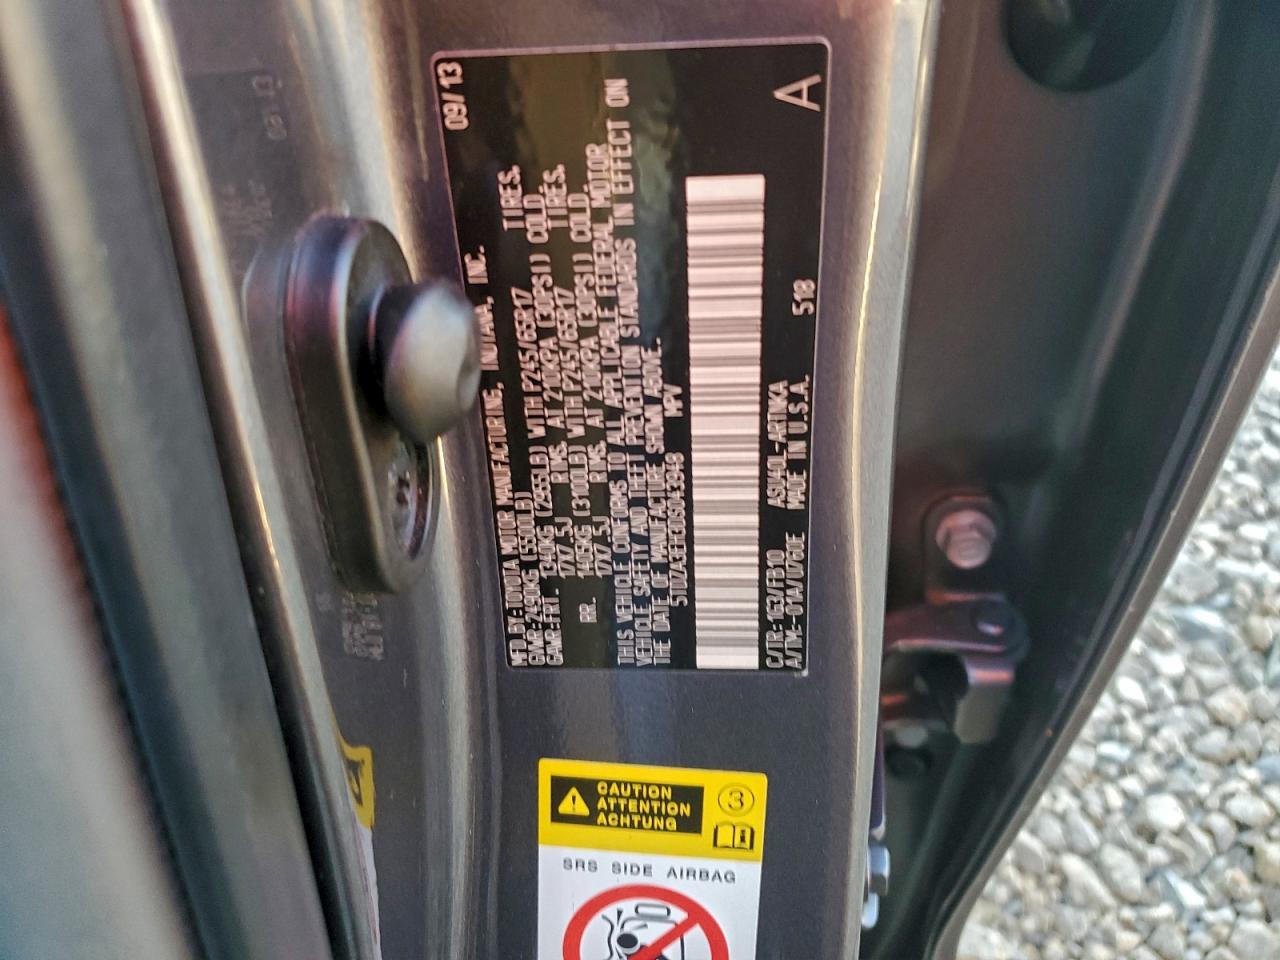 MFD. BY: TOYOTA MOTOR MANUFACTURING, INDIANA, INC. 09/13
GVWR: 2490KG (5500LB)
GAWR: FRT. 1340KG (2955LB) WITH P245/65R17 TIRES.
17X7.5J RIMS. AT 210KPA (30PSI) COLD.
RR. 1405KG (3100LB) WITH P245/65R17 TIRES.
17X7.5J RIMS. AT 210KPA (30PSI) COLD.
THIS VEHICLE CONFORMS TO ALL APPLICABLE FEDERAL MOTOR
VEHICLE SAFETY AND THEFT PREVENTION STANDARDS IN EFFECT ON
THE DATE OF MANUFACTURE SHOWN ABOVE.
5TDZA3EH3DS043948 MPV
C/TR: 1G3/FB10 ASU40L-ARTNKA 518 A
A/TM: -01A/U760E MADE IN U.S.A.
CAUTION
ATTENTION
ACHTUNG
3
SRS SIDE AIRBAG